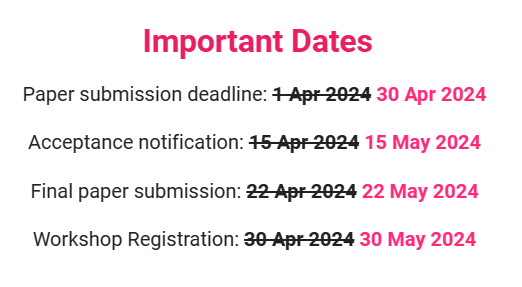 Important Dates
Paper submission deadline: 1 Apr 2024 30 Apr 2024
Acceptance notification: 15 Apr 2024 15 May 2024
Final paper submission: 22 Apr 2024 22 May 2024
Workshop Registration: 30 Apr 2024 30 May 2024